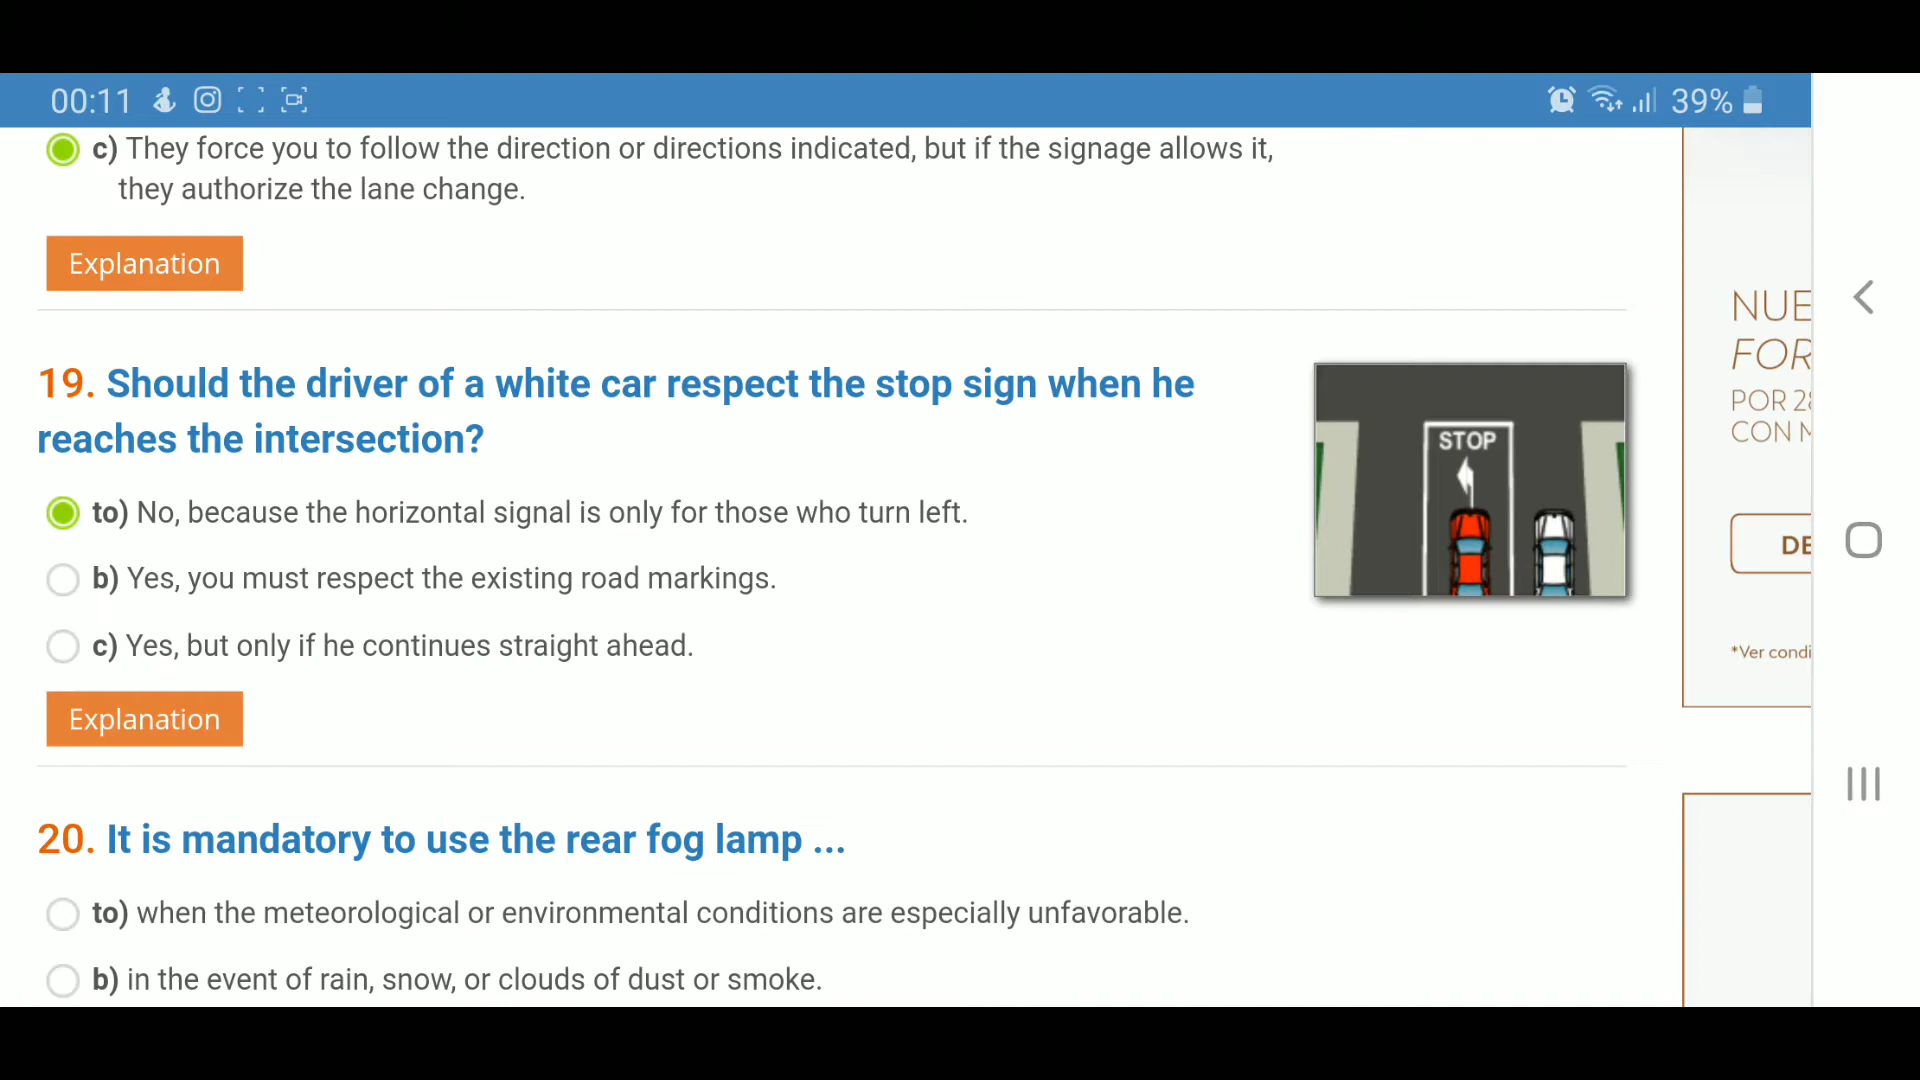 00:11
39%
c) They force you to follow the direction or directions indicated, but if the signage allows it,
they authorize the lane change.
Explanation
19. Should the driver of a white car respect the stop sign when he
reaches the intersection?
STOP
to) No, because the horizontal signal is only for those who turn left.
b) Yes, you must respect the existing road markings.
c) Yes, but only if he continues straight ahead.
Explanation
20. It is mandatory to use the rear fog lamp ...
to) when the meteorological or environmental conditions are especially unfavorable.
b) in the event of rain, snow, or clouds of dust or smoke.
NUE
FOR
POR 28
CON
DE
*Ver condi